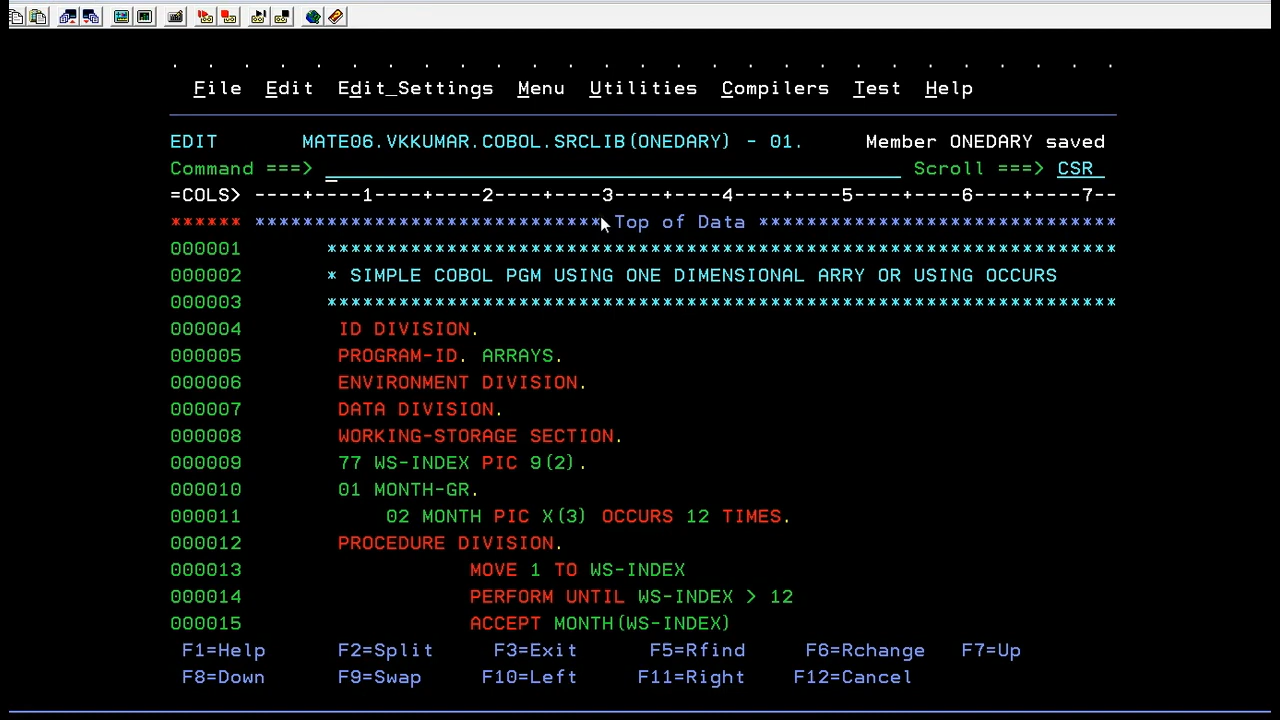 File Edit Edit_Settings Menu Utilities Compilers Test Help
EDIT MATE06.VKKUMAR.COBOL.SRCLIB(ONEDARY) - 01. Member ONEDARY saved
Command ===> Scroll ===> CSR
=COLS> ----+----1----+----2----+----3----+----4----+----5----+----6----+----7--
****** ***************************** Top of Data ******************************
000001 ******************************************************************
000002 * SIMPLE COBOL PGM USING ONE DIMENSIONAL ARRY OR USING OCCURS
000003 ******************************************************************
000004 ID DIVISION.
000005 PROGRAM-ID. ARRAYS.
000006 ENVIRONMENT DIVISION.
000007 DATA DIVISION.
000008 WORKING-STORAGE SECTION.
000009 77 WS-INDEX PIC 9(2).
000010 01 MONTH-GR.
000011 02 MONTH PIC X(3) OCCURS 12 TIMES.
000012 PROCEDURE DIVISION.
000013 MOVE 1 TO WS-INDEX
000014 PERFORM UNTIL WS-INDEX > 12
000015 ACCEPT MONTH(WS-INDEX)
F1=Help F2=Split F3=Exit F5=Rfind F6=Rchange F7=Up
F8=Down F9=Swap F10=Left F11=Right F12=Cancel